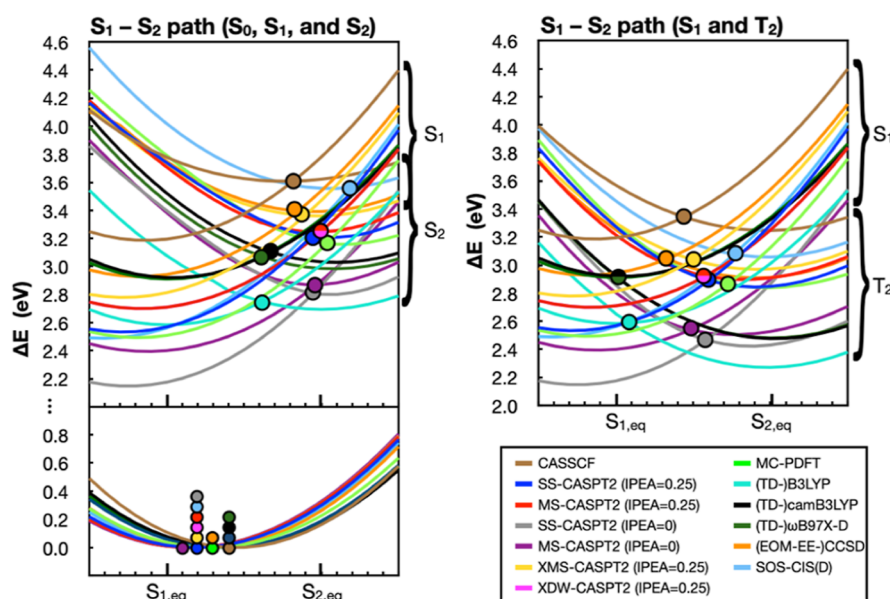 S₁ – S₂ path (S₀, S₁, and S₂)
4.6
4.4
4.2
4.0
3.8
3.6
3.4
3.2
3.0
2.8
2.6
2.4
2.2
⋮
0.8
0.6
0.4
0.2
0.0
ΔE (eV)
S₁,eq
S₂,eq
S₁
S₂
S₁ – S₂ path (S₁ and T₂)
4.6
4.4
4.2
4.0
3.8
3.6
3.4
3.2
3.0
2.8
2.6
2.4
2.2
2.0
ΔE (eV)
S₁,eq
S₂,eq
S₁
T₂
CASSCF
SS-CASPT2 (IPEA=0.25)
MS-CASPT2 (IPEA=0.25)
SS-CASPT2 (IPEA=0)
MS-CASPT2 (IPEA=0)
XMS-CASPT2 (IPEA=0.25)
XDW-CASPT2 (IPEA=0.25)
MC-PDFT
(TD-)B3LYP
(TD-)camB3LYP
(TD-)ωB97X-D
(EOM-EE-)CCSD
SOS-CIS(D)